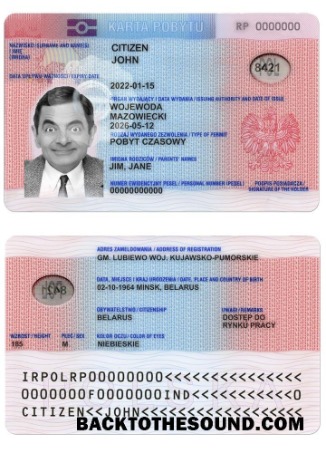 KARTA POBYTU
RP 0000000
NAZWISKO/SURNAME AND NAME(S)
/ IMIĘ
(IMIONA)
CITIZEN
JOHN
DATA UPŁYWU WAŻNOŚCI/EXPIRY DATE
8421
2022-01-15
ORGAN WYDAJĄCY / DATA WYDANIA / ISSUING AUTHORITY AND DATE OF ISSUE
WOJEWODA
MAZOWIECKI
2026-05-12
RODZAJ WYDANEGO ZEZWOLENIA / TYPE OF PERMIT
POBYT CZASOWY
IMIONA RODZICÓW / PARENTS' NAMES
JIM, JANE
NUMER EWIDENCYJNY PESEL / PERSONAL NUMBER (PESEL)
00000000000
PODPIS POSIADACZA/
SIGNATURE OF THE HOLDER
ADRES ZAMELDOWANIA / ADDRESS OF REGISTRATION
GM. LUBIEWO WOJ. KUJAWSKO-PUMORSKIE
DATA, MIEJSCE I KRAJ URODZENIA / DATE, PLACE AND COUNTRY OF BIRTH
02-10-1964 MINSK, BELARUS
OBYWATELSTWO / CITIZENSHIP
BELARUS
UWAGI / REMARKS
DOSTĘP DO
RYNKU PRACY
WZROST/HEIGHT
185
PŁEĆ/SEX
M
KOLOR OCZU/COLOR OF EYES
NIEBIESKIE
IRPOLRP00000000<<<<<<<<<<<<<<<
0000000F0000000IND<<<<<<<<<<<0
CITIZEN<<JOHN<<<<<<<<<<<<<<<<<
BACKTOTHESOUND.COM